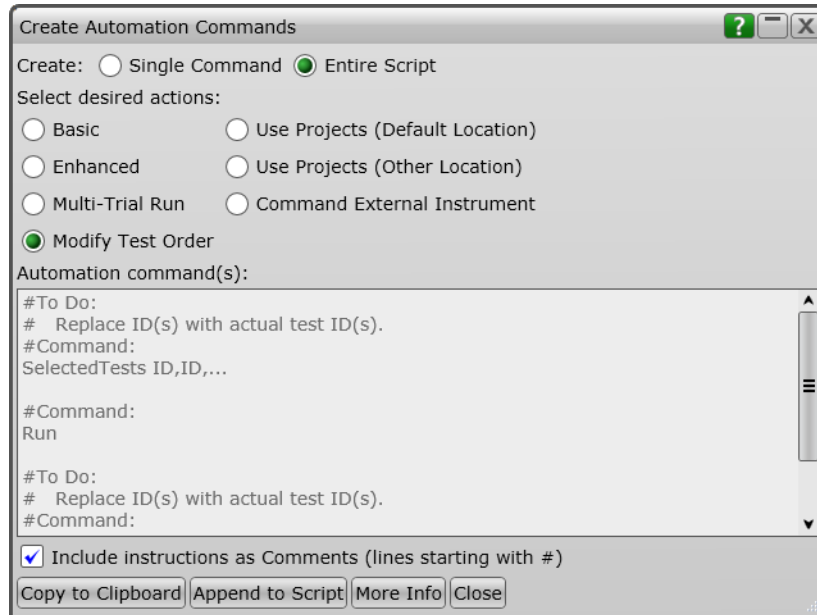 Create Automation Commands ? X
Create: Single Command Entire Script
Select desired actions:
Basic Use Projects (Default Location)
Enhanced Use Projects (Other Location)
Multi-Trial Run Command External Instrument
Modify Test Order
Automation command(s):
#To Do:
# Replace ID(s) with actual test ID(s).
#Command:
SelectedTests ID,ID,...
#Command:
Run
#To Do:
# Replace ID(s) with actual test ID(s).
#Command:
Include instructions as Comments (lines starting with #)
Copy to Clipboard Append to Script More Info Close